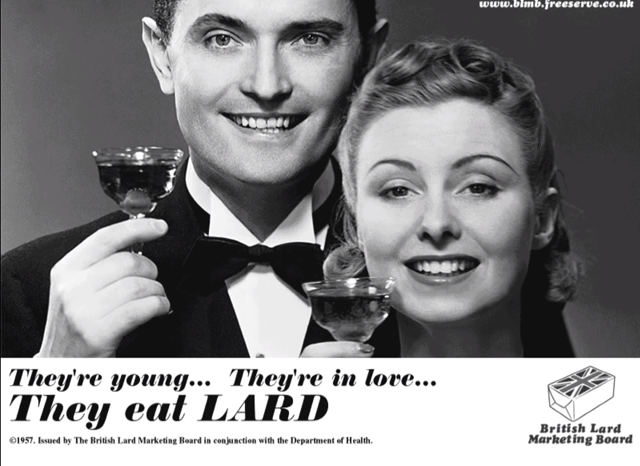 www.blmb.freeserve.co.uk
They're young... They're in love...
They eat LARD
©1957. Issued by The British Lard Marketing Board in conjunction with the Department of Health.
British Lard
Marketing Board